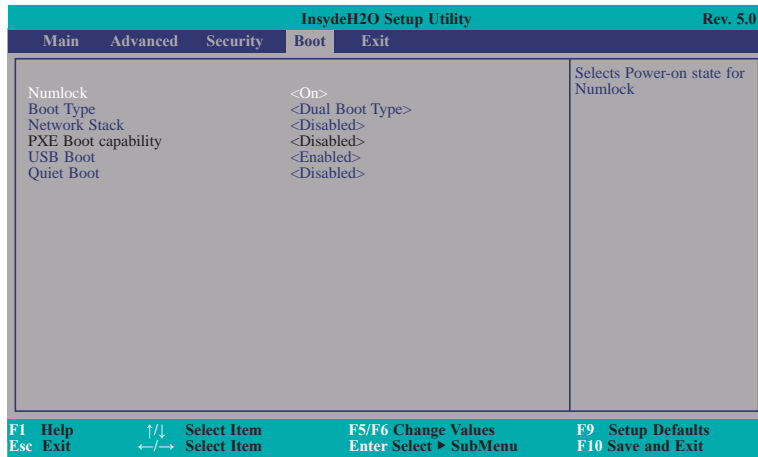 InsydeH2O Setup Utility Rev. 5.0
Main Advanced Security Boot Exit
Numlock <On>
Boot Type <Dual Boot Type>
Network Stack <Disabled>
PXE Boot capability <Disabled>
USB Boot <Enabled>
Quiet Boot <Disabled>
Selects Power-on state for
Numlock
F1 Help ↑/↓ Select Item F5/F6 Change Values F9 Setup Defaults
Esc Exit ←/→ Select Item Enter Select ► SubMenu F10 Save and Exit